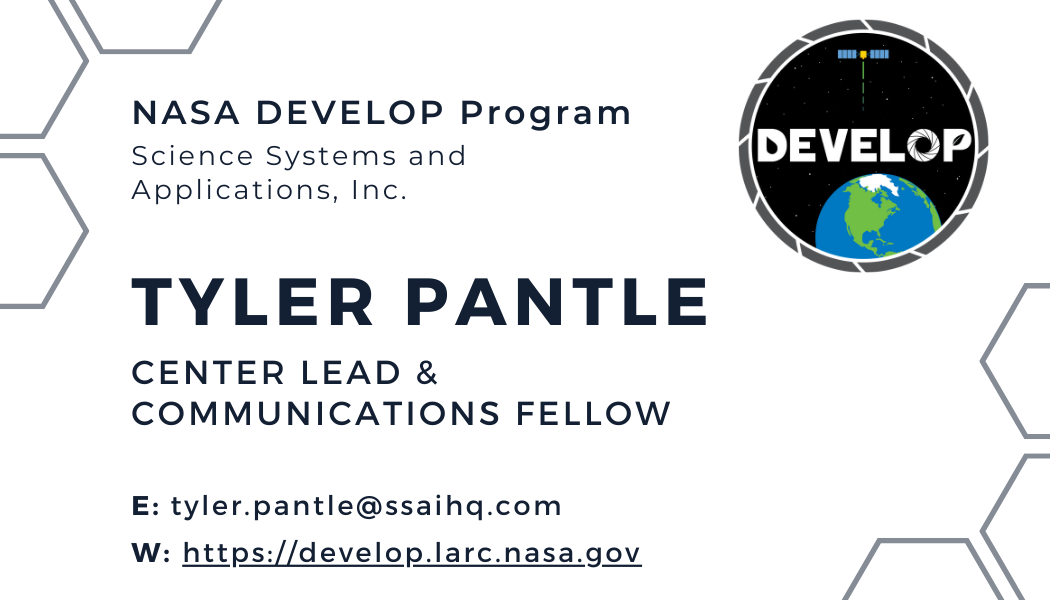 NASA DEVELOP Program
Science Systems and
Applications, Inc.
DEVELOP
TYLER PANTLE
CENTER LEAD &
COMMUNICATIONS FELLOW
E: tyler.pantle@ssaihq.com
W: https://develop.larc.nasa.gov